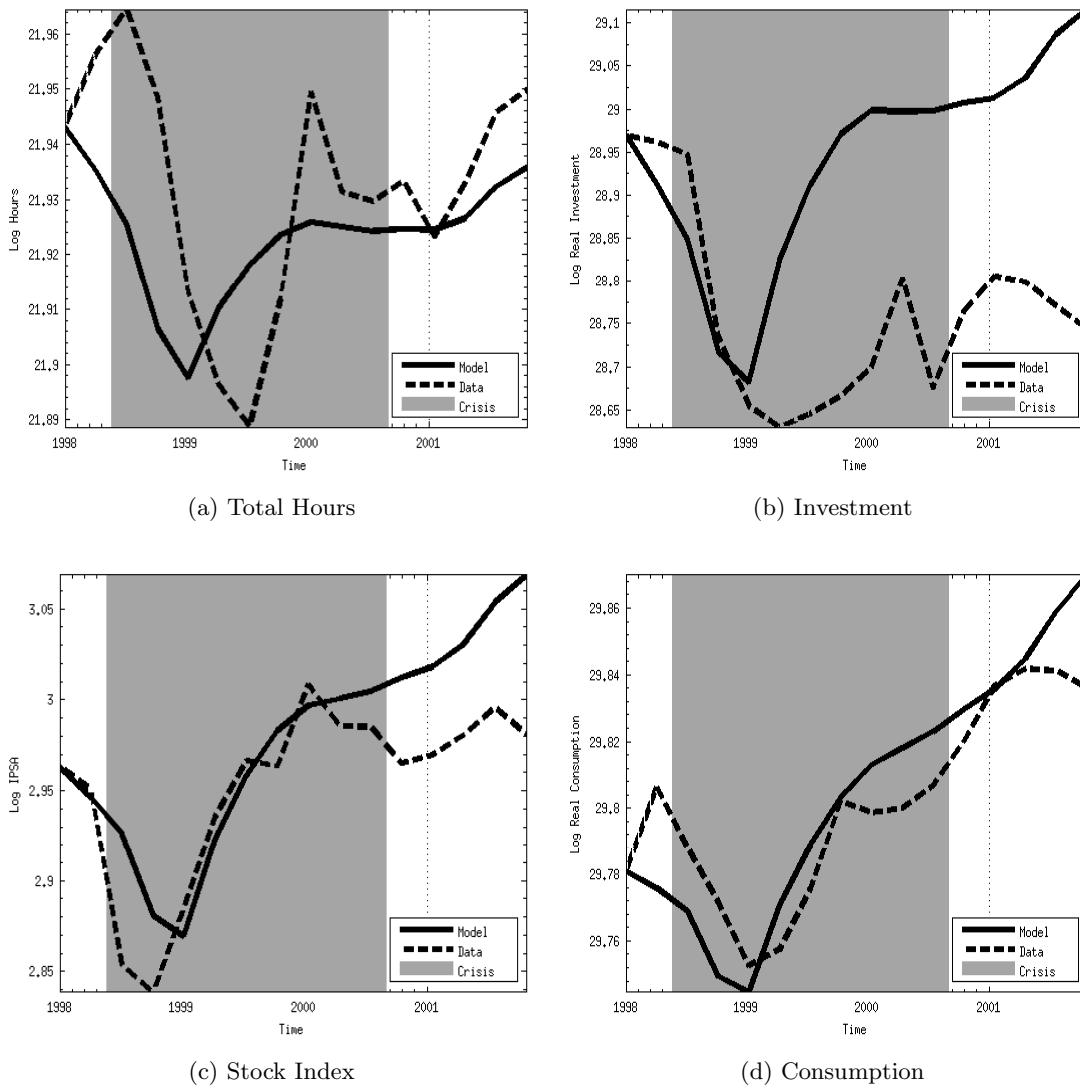 21.96
21.95
21.94
21.93
21.92
21.91
21.9
21.89
Log Hours
1998
1999
2000
2001
Time
Model
Data
Crisis
(a) Total Hours
29.1
29.05
29
28.95
28.9
28.85
28.8
28.75
28.7
28.65
Log Real Investment
1998
1999
2000
2001
Time
Model
Data
Crisis
(b) Investment
3.05
3
2.95
2.9
2.85
Log IPSA
1998
1999
2000
2001
Time
Model
Data
Crisis
(c) Stock Index
29.86
29.84
29.82
29.8
29.78
29.76
Log Real Consumption
1998
1999
2000
2001
Time
Model
Data
Crisis
(d) Consumption